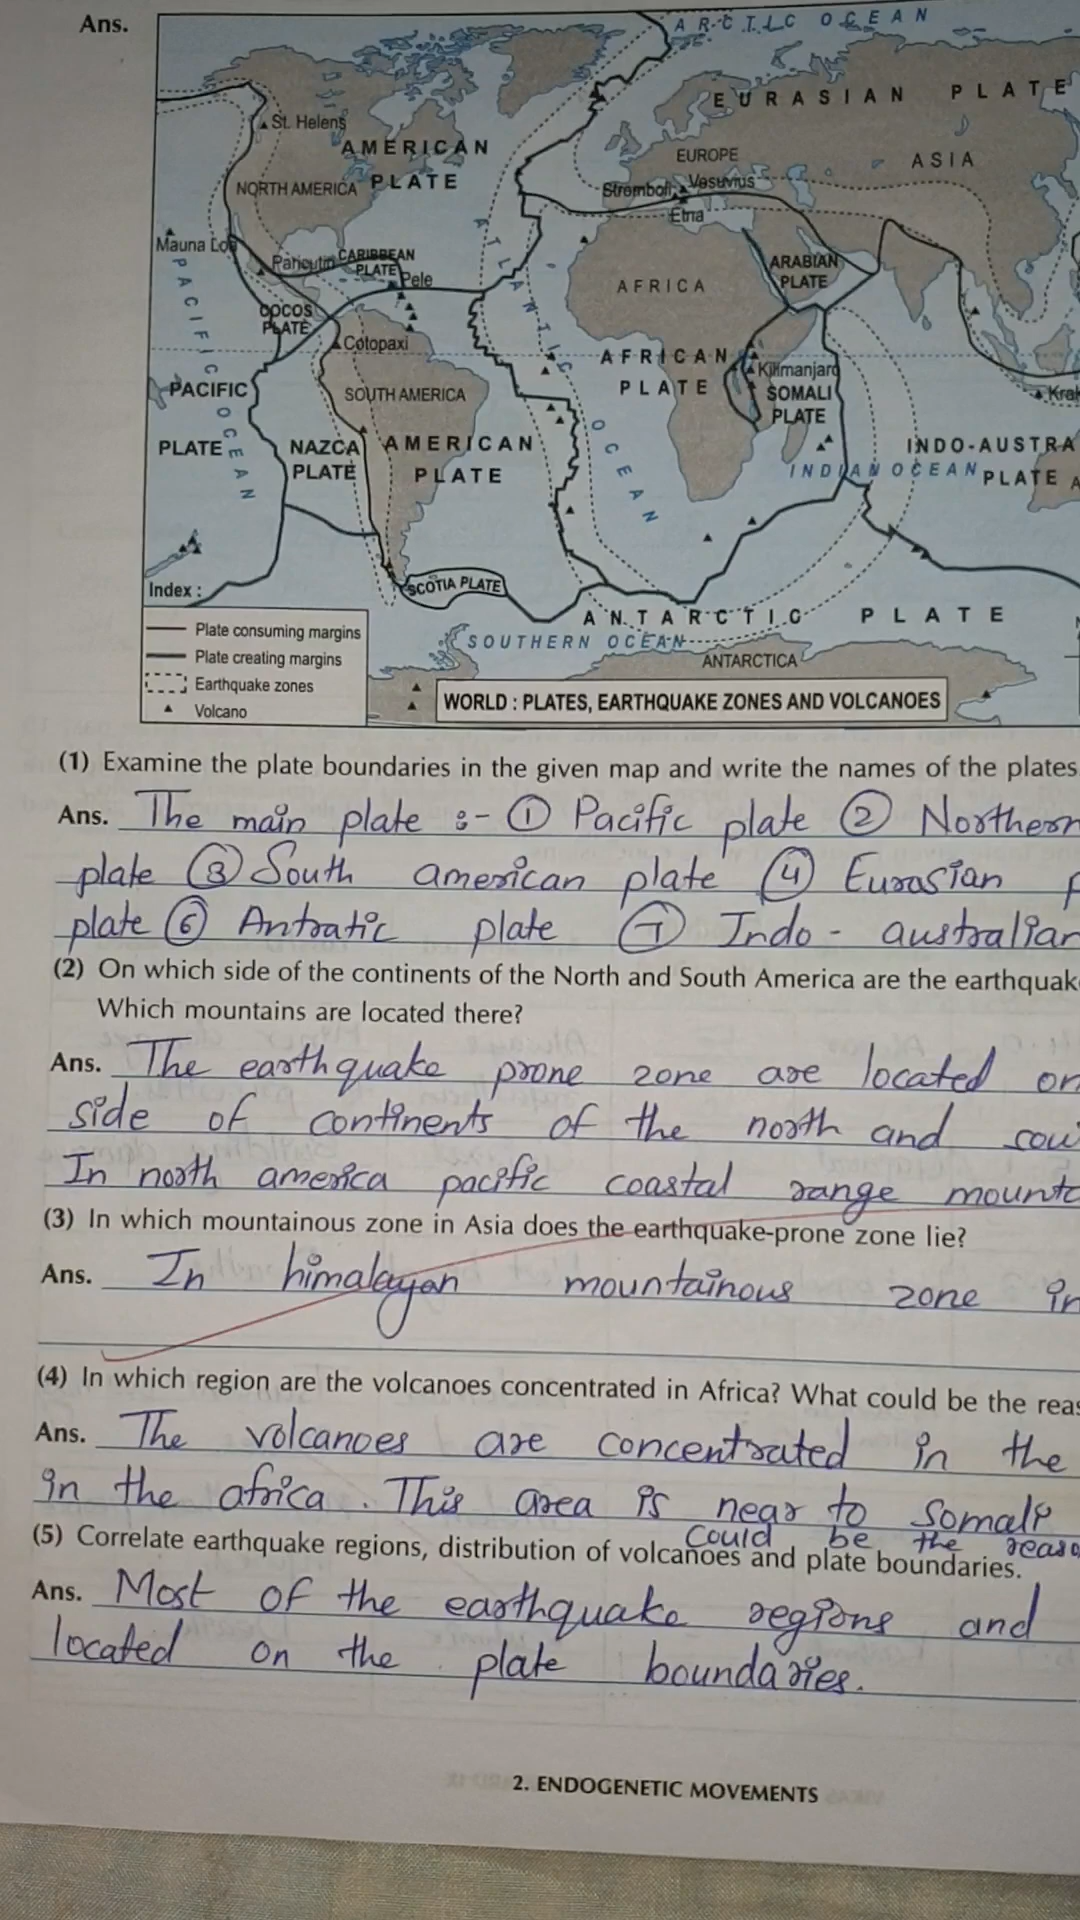 Ans.
ARCTIC OCEAN
EURASIAN PLATE
St. Helens
AMERICAN
PLATE
EUROPE
ASIA
NORTH AMERICA
Stromboli
Vesuvius
Etna
Mauna Loa
Paricutin
CARIBBEAN
PLATE
Pele
ATLANTIC OCEAN
AFRICA
ARABIAN
PLATE
PACIFIC OCEAN
COCOS
PLATE
Cotopaxi
AFRICAN
PLATE
Kilimanjaro
SOMALI
PLATE
PACIFIC
PLATE
SOUTH AMERICA
Krak
NAZCA
PLATE
AMERICAN
PLATE
INDO-AUSTRA
PLATE
INDIAN OCEAN
A
Index :
SCOTIA PLATE
ANTARCTIC PLATE
Plate consuming margins
SOUTHERN OCEAN
Plate creating margins
ANTARCTICA
Earthquake zones
Volcano
WORLD : PLATES, EARTHQUAKE ZONES AND VOLCANOES
(1) Examine the plate boundaries in the given map and write the names of the plates
Ans. The main plate :- ① Pacific plate ② Northern
plate ③ South american plate ④ Eurasian p
plate ⑥ Antratic plate ⑦ Indo - australian
(2) On which side of the continents of the North and South America are the earthquak
Which mountains are located there?
Ans. The earthquake prone zone are located on
side of continents of the north and sou
In north america pacific coastal range mounta
(3) In which mountainous zone in Asia does the earthquake-prone zone lie?
Ans. In himalayan mountainous zone in
(4) In which region are the volcanoes concentrated in Africa? What could be the reas
Ans. The volcanoes are concentrated in the
in the africa. This area is near to Somali
could be the reaso
(5) Correlate earthquake regions, distribution of volcanoes and plate boundaries.
Ans. Most of the earthquake regions and
located on the plate boundaries.
2. ENDOGENETIC MOVEMENTS